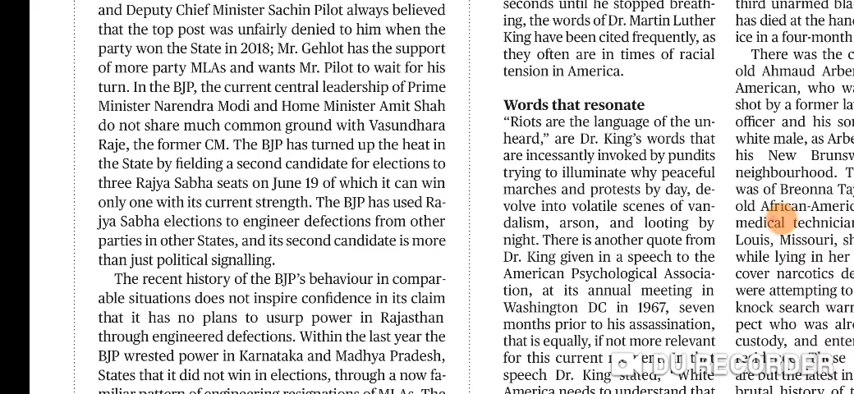 and Deputy Chief Minister Sachin Pilot always believed
that the top post was unfairly denied to him when the
party won the State in 2018; Mr. Gehlot has the support
of more party MLAs and wants Mr. Pilot to wait for his
turn. In the BJP, the current central leadership of Prime
Minister Narendra Modi and Home Minister Amit Shah
do not share much common ground with Vasundhara
Raje, the former CM. The BJP has turned up the heat in
the State by fielding a second candidate for elections to
three Rajya Sabha seats on June 19 of which it can win
only one with its current strength. The BJP has used Ra-
jya Sabha elections to engineer defections from other
parties in other States, and its second candidate is more
than just political signalling.
The recent history of the BJP’s behaviour in compar-
able situations does not inspire confidence in its claim
that it has no plans to usurp power in Rajasthan
through engineered defections. Within the last year the
BJP wrested power in Karnataka and Madhya Pradesh,
States that it did not win in elections, through a now fa-
miliar pattern of engineering resignations of MLAs. The
seconds until he stopped breath-
ing, the words of Dr. Martin Luther
King have been cited frequently, as
they often are in times of racial
tension in America.
Words that resonate
“Riots are the language of the un-
heard,” are Dr. King’s words that
are incessantly invoked by pundits
trying to illuminate why peaceful
marches and protests by day, de-
volve into volatile scenes of van-
dalism, arson, and looting by
night. There is another quote from
Dr. King given in a speech to the
American Psychological Associa-
tion, at its annual meeting in
Washington DC in 1967, seven
months prior to his assassination,
that is equally, if not more relevant
for this current
speech Dr. King stated, “White
America needs to understand that
third unarmed
has died at the
ice in a four-month
There was the
old Ahmaud
American, who
shot by a former
officer and his
white male, as
his New
neighbourhood.
was of Breonna
old
medical technician
Louis, Missouri,
while lying in her
cover narcotics
were attempting to
knock search
pect who was
custody, and
are out the latest in
brutal history of
DU RECORDER